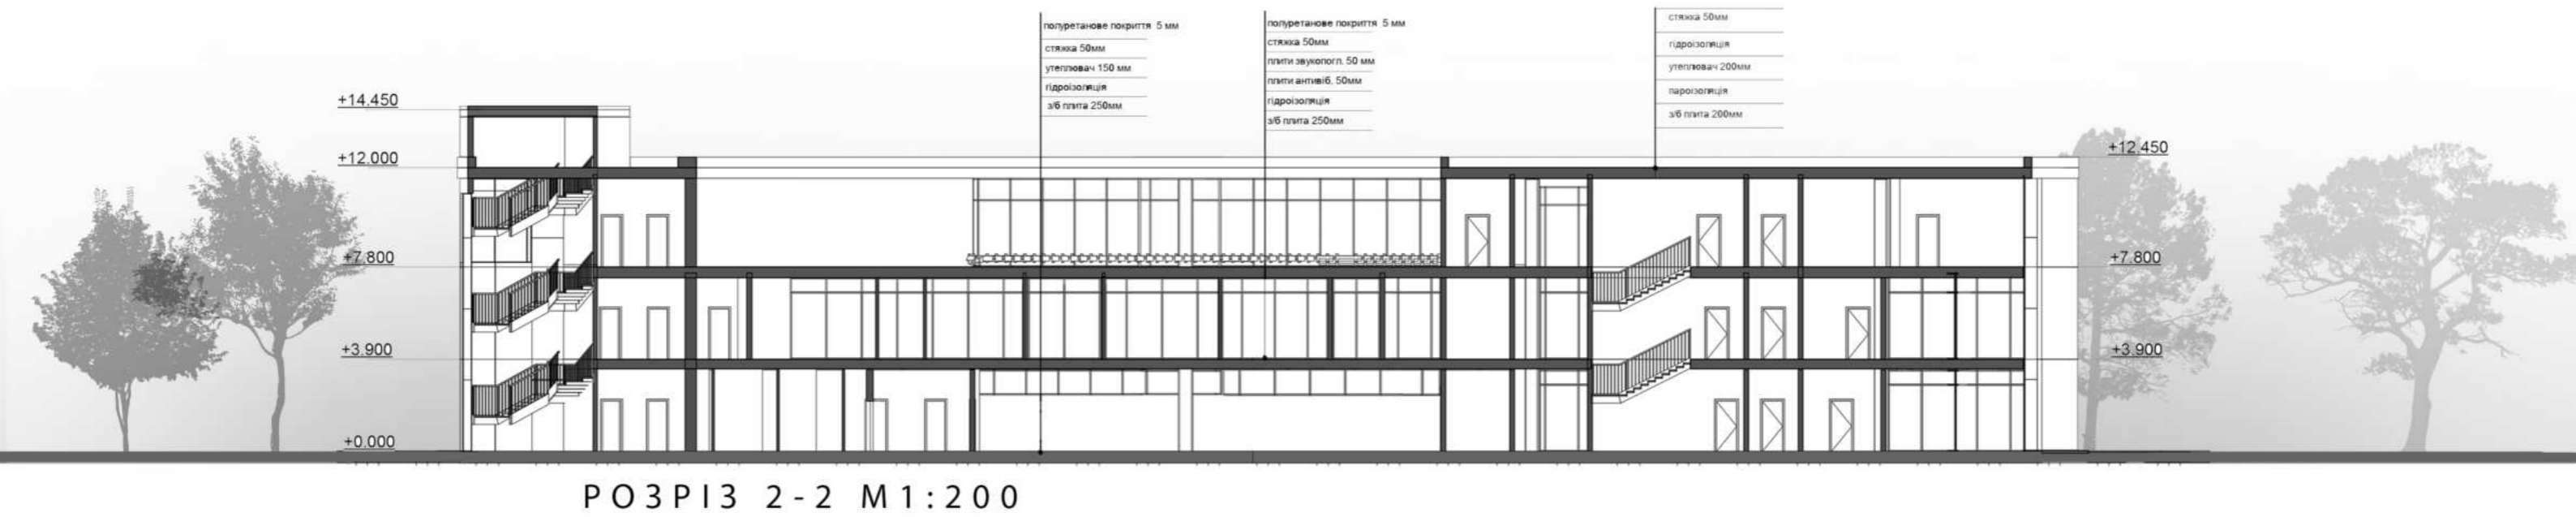 полуретанове покриття 5 мм
стяжка 50мм
утеплювач 150 мм
гідроізоляція
з/б плита 250мм
полуретанове покриття 5 мм
стяжка 50мм
плити звукопогл. 50 мм
плити антивіб. 50мм
гідроізоляція
з/б плита 250мм
стяжка 50мм
гідроізоляція
утеплювач 200мм
пароізоляція
з/б плита 200мм
+14.450
+12.000
+7.800
+3.900
+0.000
+12.450
+7.800
+3.900
РОЗРІЗ 2-2 М1:200